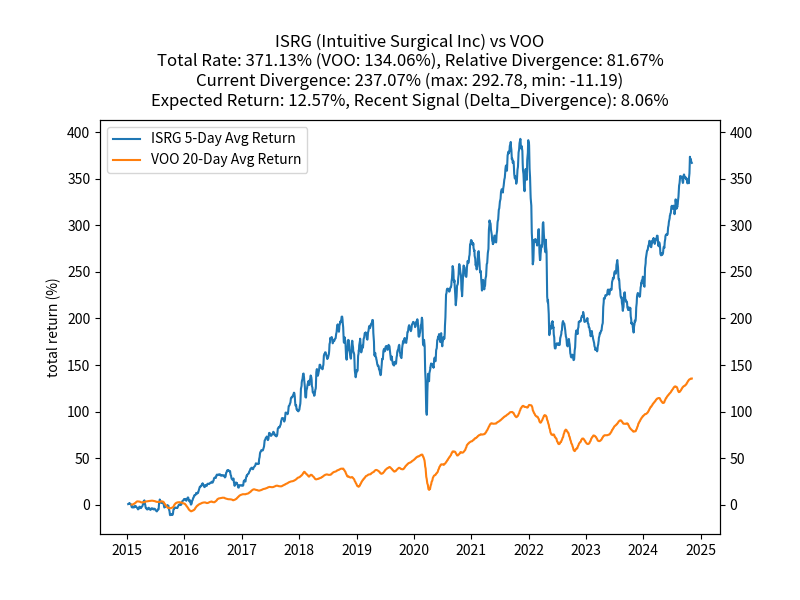 ISRG (Intuitive Surgical Inc) vs VOO
Total Rate: 371.13% (VOO: 134.06%), Relative Divergence: 81.67%
Current Divergence: 237.07% (max: 292.78, min: -11.19)
Expected Return: 12.57%, Recent Signal (Delta_Divergence): 8.06%
ISRG 5-Day Avg Return
VOO 20-Day Avg Return
total return (%)
400 400
350 350
300 300
250 250
200 200
150 150
100 100
50 50
0 0
2015 2016 2017 2018 2019 2020 2021 2022 2023 2024 2025